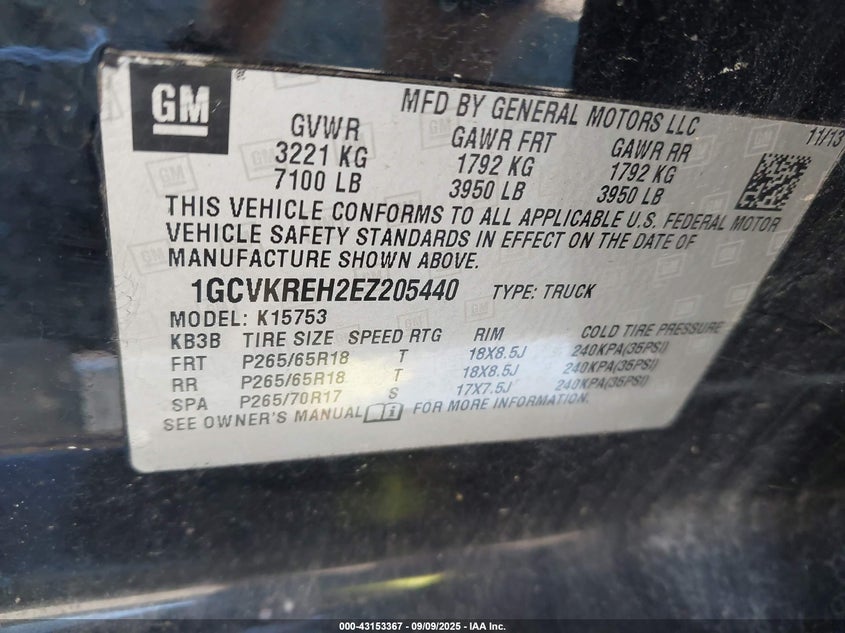 GM
MFD BY GENERAL MOTORS LLC
11/13
GVWR GAWR FRT GAWR RR
3221 KG 1792 KG 1792 KG
7100 LB 3950 LB 3950 LB
THIS VEHICLE CONFORMS TO ALL APPLICABLE U.S. FEDERAL MOTOR
VEHICLE SAFETY STANDARDS IN EFFECT ON THE DATE OF
MANUFACTURE SHOWN ABOVE.
1GCVKREH2EZ205440 TYPE: TRUCK
MODEL: K15753
KB3B TIRE SIZE SPEED RTG RIM COLD TIRE PRESSURE
FRT P265/65R18 T 18X8.5J 240KPA(35PSI)
RR P265/65R18 T 18X8.5J 240KPA(35PSI)
SPA P265/70R17 S 17X7.5J 240KPA(35PSI)
SEE OWNER'S MANUAL FOR MORE INFORMATION.
000-43153367 - 09/09/2025 - IAA Inc.